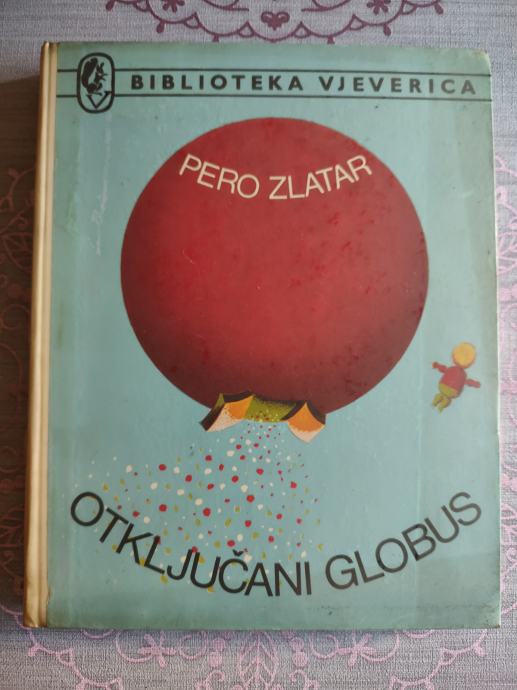 BIBLIOTEKA VJEVERICA
PERO ZLATAR
OTKLJUČANI GLOBUS